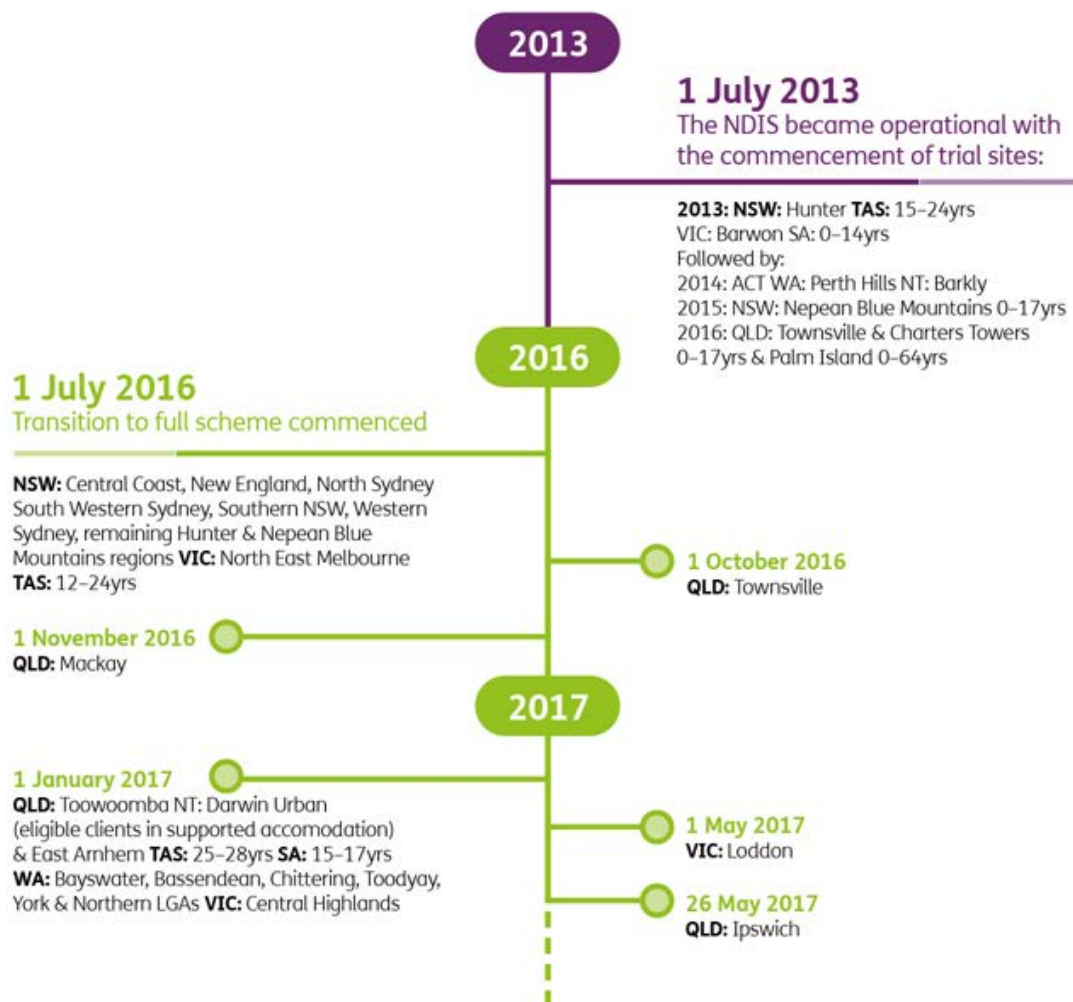 2013
1 July 2013
The NDIS became operational with
the commencement of trial sites:
2013: NSW: Hunter TAS: 15–24yrs
VIC: Barwon SA: 0–14yrs
Followed by:
2014: ACT WA: Perth Hills NT: Barkly
2015: NSW: Nepean Blue Mountains 0–17yrs
2016: QLD: Townsville & Charters Towers
0–17yrs & Palm Island 0–64yrs
2016
1 July 2016
Transition to full scheme commenced
NSW: Central Coast, New England, North Sydney
South Western Sydney, Southern NSW, Western
Sydney, remaining Hunter & Nepean Blue
Mountains regions VIC: North East Melbourne
TAS: 12–24yrs
1 October 2016
QLD: Townsville
1 November 2016
QLD: Mackay
2017
1 January 2017
QLD: Toowoomba NT: Darwin Urban
(eligible clients in supported accomodation)
& East Arnhem TAS: 25–28yrs SA: 15–17yrs
WA: Bayswater, Bassendean, Chittering, Toodyay,
York & Northern LGAs VIC: Central Highlands
1 May 2017
VIC: Loddon
26 May 2017
QLD: Ipswich